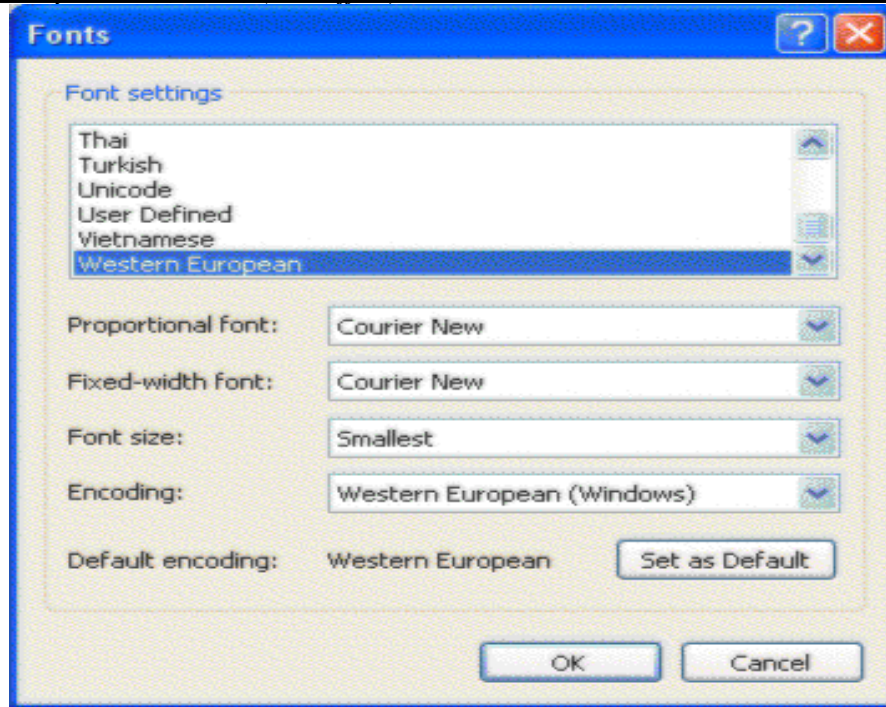 Fonts
Font settings
Thai
Turkish
Unicode
User Defined
Vietnamese
Western European
Proportional font: Courier New
Fixed-width font: Courier New
Font size: Smallest
Encoding: Western European (Windows)
Default encoding: Western European Set as Default
OK Cancel